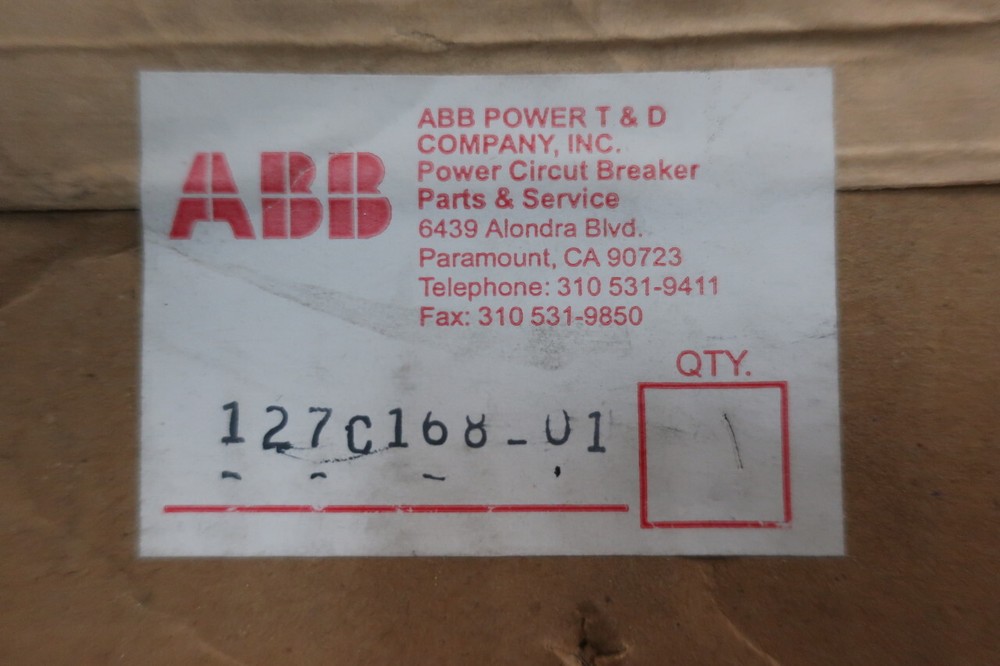 ABB
ABB POWER T & D
COMPANY, INC.
Power Circut Breaker
Parts & Service
6439 Alondra Blvd.
Paramount, CA 90723
Telephone: 310 531-9411
Fax: 310 531-9850
QTY.
127C168-01
1